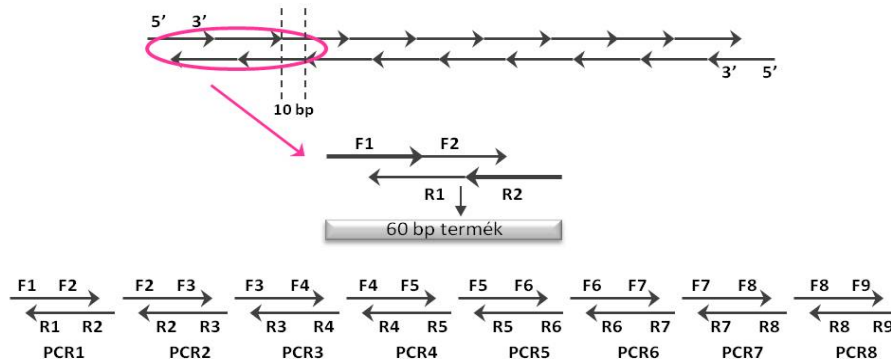 5’ 3’
3’ 5’
10 bp
F1 F2
R1 R2
60 bp termék
F1 F2 F2 F3 F3 F4 F4 F5 F5 F6 F6 F7 F7 F8 F8 F9
R1 R2 R2 R3 R3 R4 R4 R5 R5 R6 R6 R7 R7 R8 R8 R9
PCR1 PCR2 PCR3 PCR4 PCR5 PCR6 PCR7 PCR8